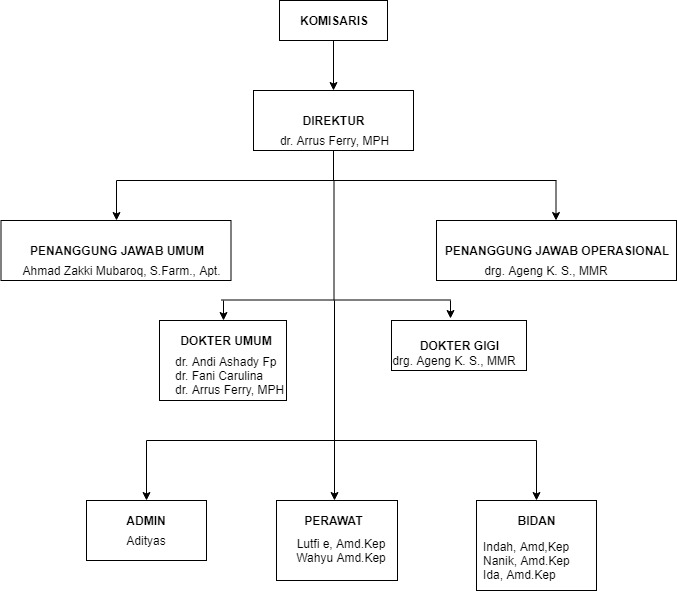 KOMISARIS
DIREKTUR
dr. Arrus Ferry, MPH
PENANGGUNG JAWAB UMUM
Ahmad Zakki Mubaroq, S.Farm., Apt.
PENANGGUNG JAWAB OPERASIONAL
drg. Ageng K. S., MMR
DOKTER UMUM
dr. Andi Ashady Fp
dr. Fani Carulina
dr. Arrus Ferry, MPH
DOKTER GIGI
drg. Ageng K. S., MMR
ADMIN
Adityas
PERAWAT
Lutfi e, Amd.Kep
Wahyu Amd.Kep
BIDAN
Indah, Amd,Kep
Nanik, Amd.Kep
Ida, Amd.Kep